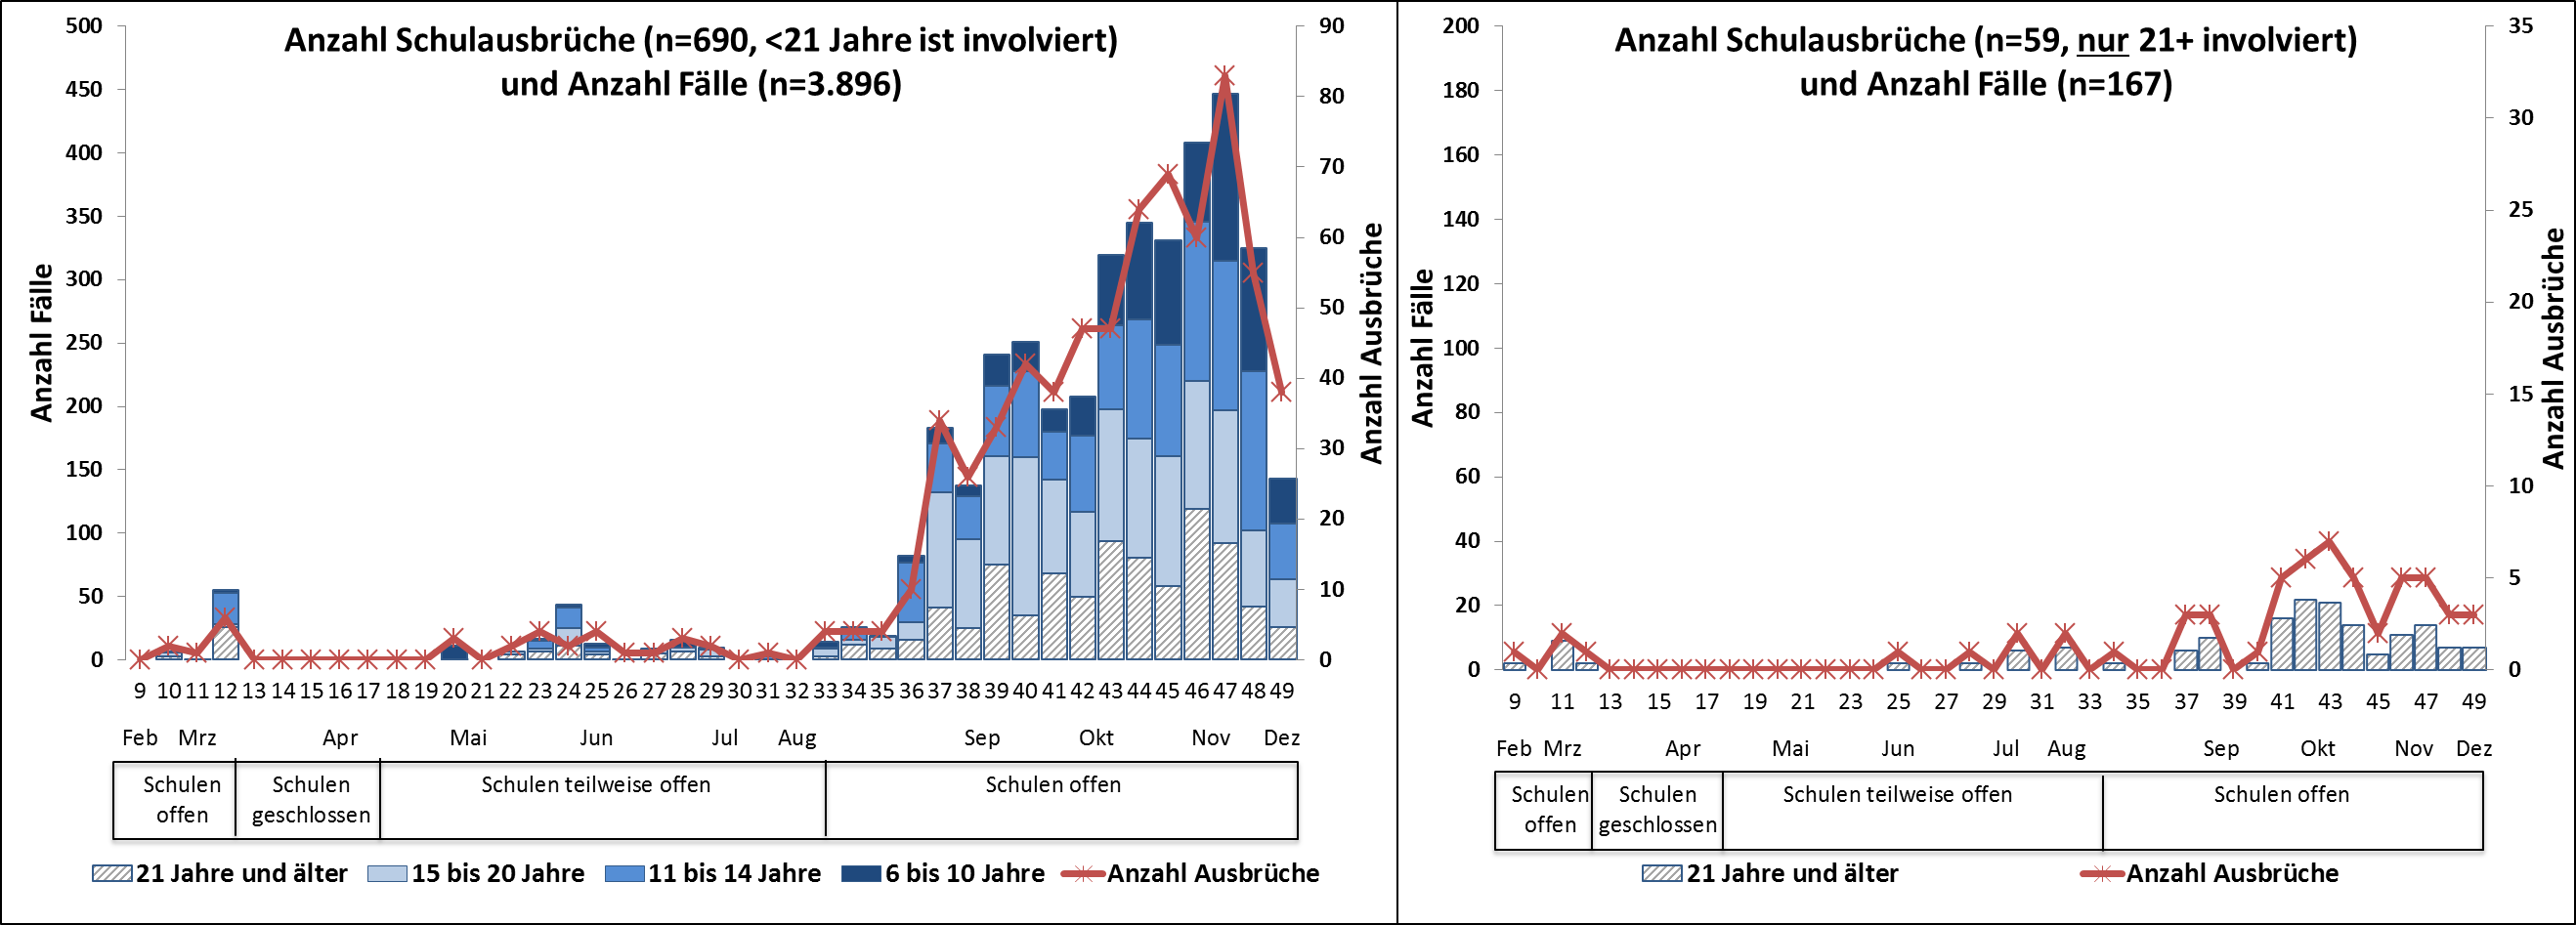 Anzahl Schulausbrüche (n=690, <21 Jahre ist involviert)
und Anzahl Fälle (n=3.896)
500
450
400
350
300
250
200
150
100
50
0
Anzahl Fälle
90
80
70
60
50
40
30
20
10
0
Anzahl Ausbrüche
9 10 11 12 13 14 15 16 17 18 19 20 21 22 23 24 25 26 27 28 29 30 31 32 33 34 35 36 37 38 39 40 41 42 43 44 45 46 47 48 49
Feb Mrz Apr Mai Jun Jul Aug Sep Okt Nov Dez
Schulen
offen
Schulen
geschlossen
Schulen teilweise offen
Schulen offen
21 Jahre und älter 15 bis 20 Jahre 11 bis 14 Jahre 6 bis 10 Jahre Anzahl Ausbrüche
Anzahl Schulausbrüche (n=59, nur 21+ involviert)
und Anzahl Fälle (n=167)
200
180
160
140
120
100
80
60
40
20
0
Anzahl Fälle
35
30
25
20
15
10
5
0
Anzahl Ausbrüche
9 11 13 15 17 19 21 23 25 27 29 31 33 35 37 39 41 43 45 47 49
Feb Mrz Apr Mai Jun Jul Aug Sep Okt Nov Dez
Schulen
offen
Schulen
geschlossen
Schulen teilweise offen
Schulen offen
21 Jahre und älter Anzahl Ausbrüche